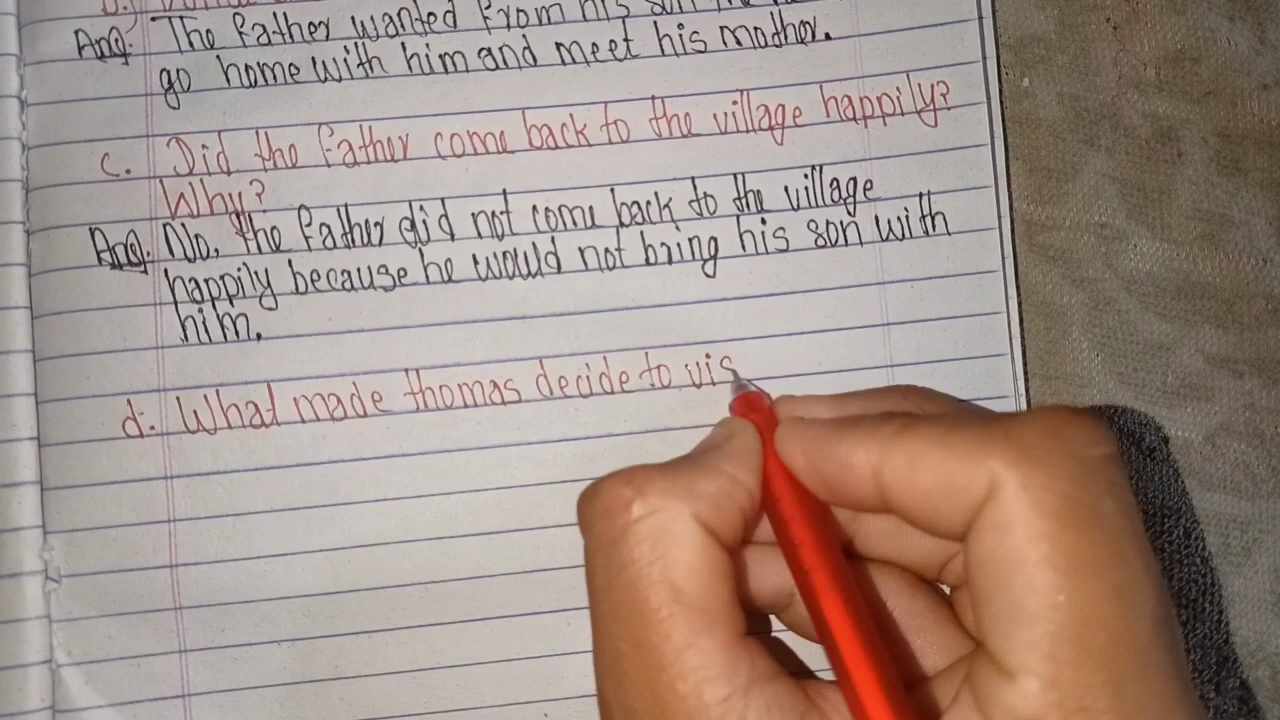 b.)
Ans. The father wanted from his son
go home with him and meet his mother.
c. Did the father come back to the village happily?
Why?
Ans. No, the father did not come back to the village
happily because he would not bring his son with
him.
d. What made thomas decide to vis